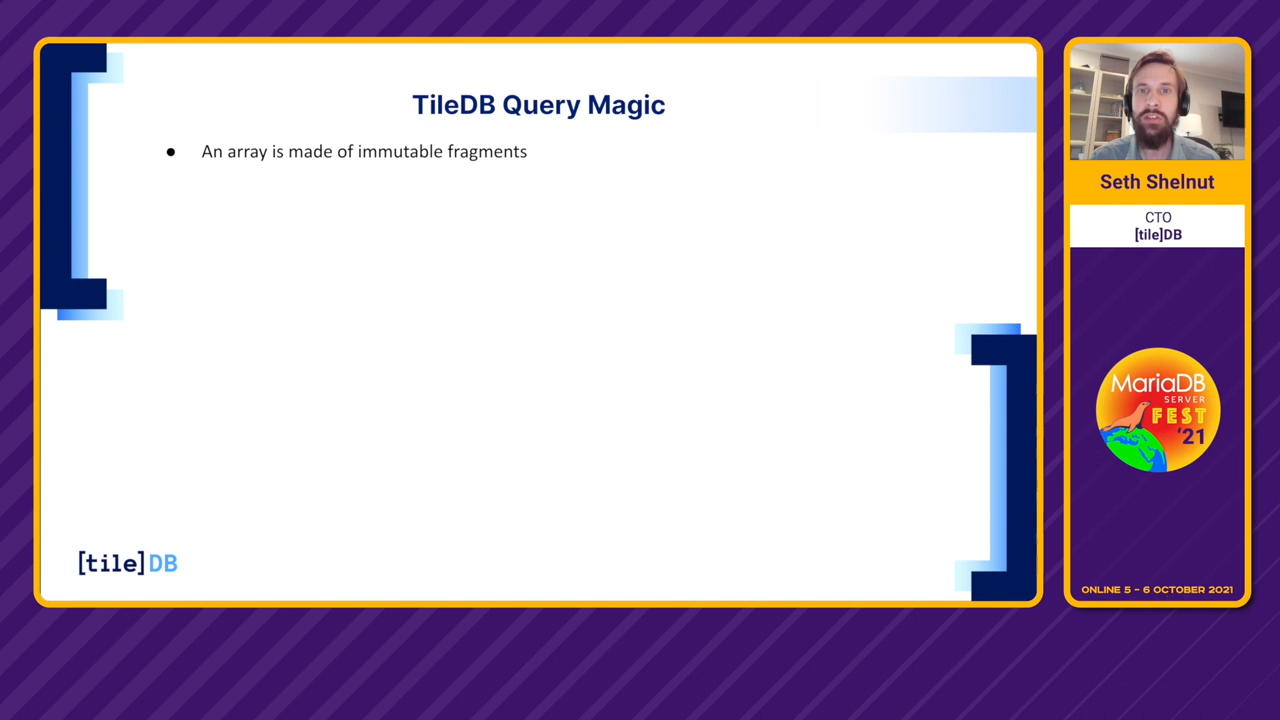 TileDB Query Magic
● An array is made of immutable fragments
[tile]DB
Seth Shelnut
CTO
[tile]DB
MariaDB
SERVER
FEST
'21
ONLINE 5 – 6 OCTOBER 2021